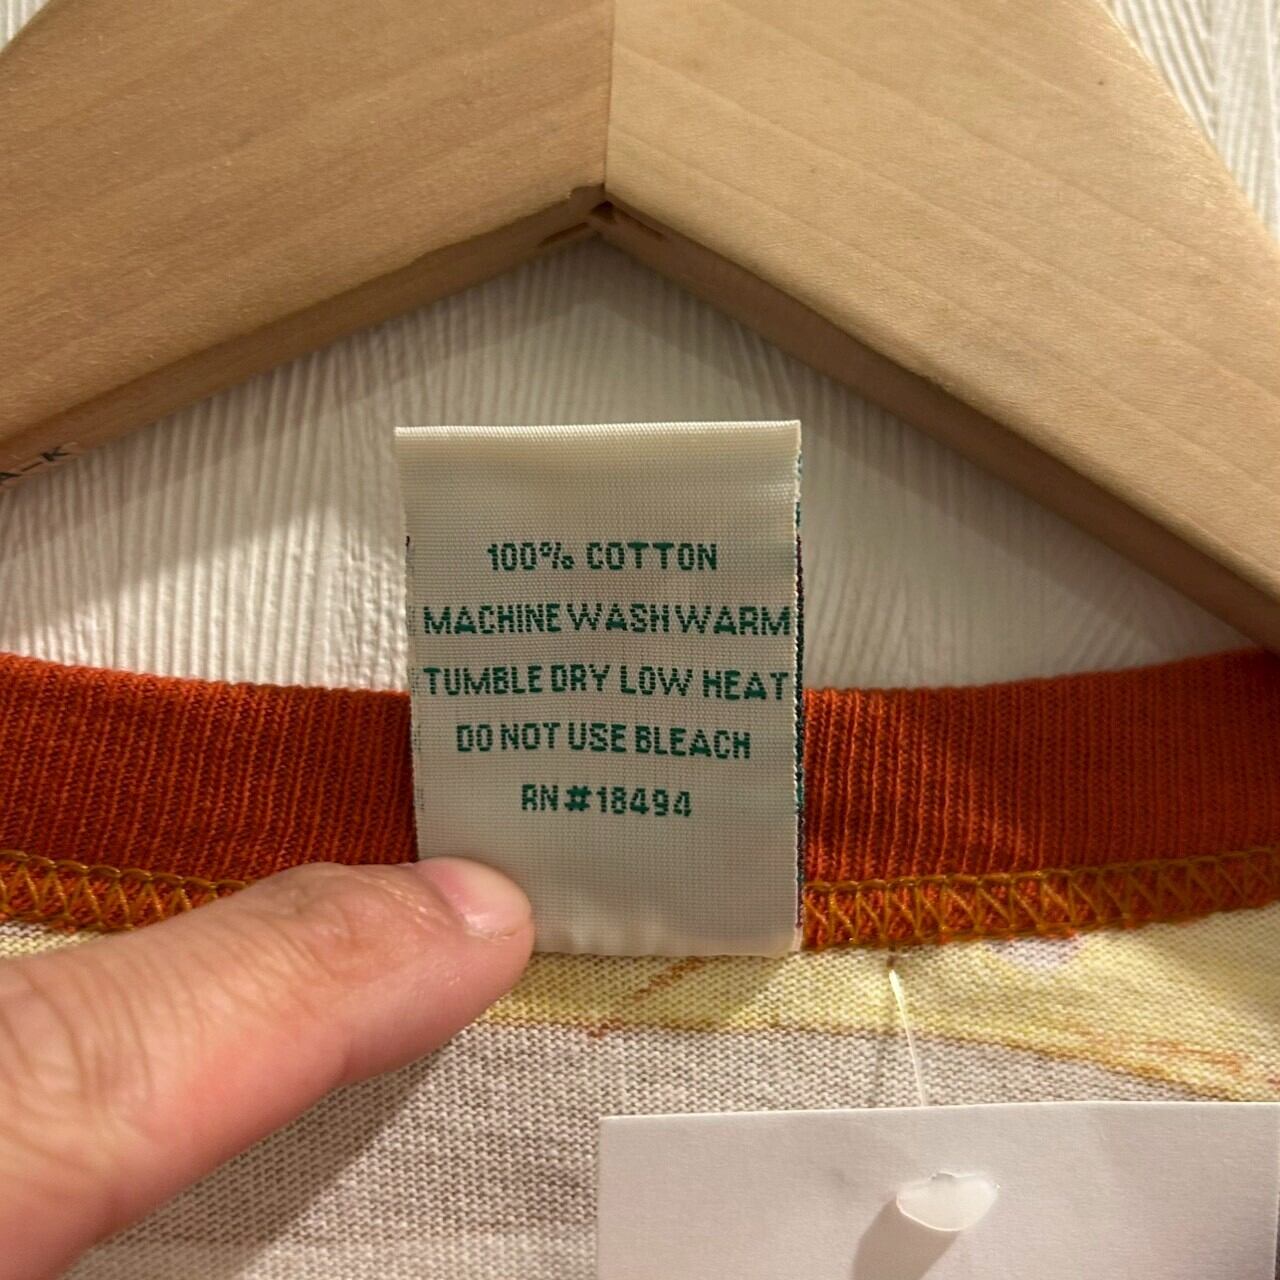 A-K
100% COTTON
MACHINE WASH WARM
TUMBLE DRY LOW HEAT
DO NOT USE BLEACH
RN#18494